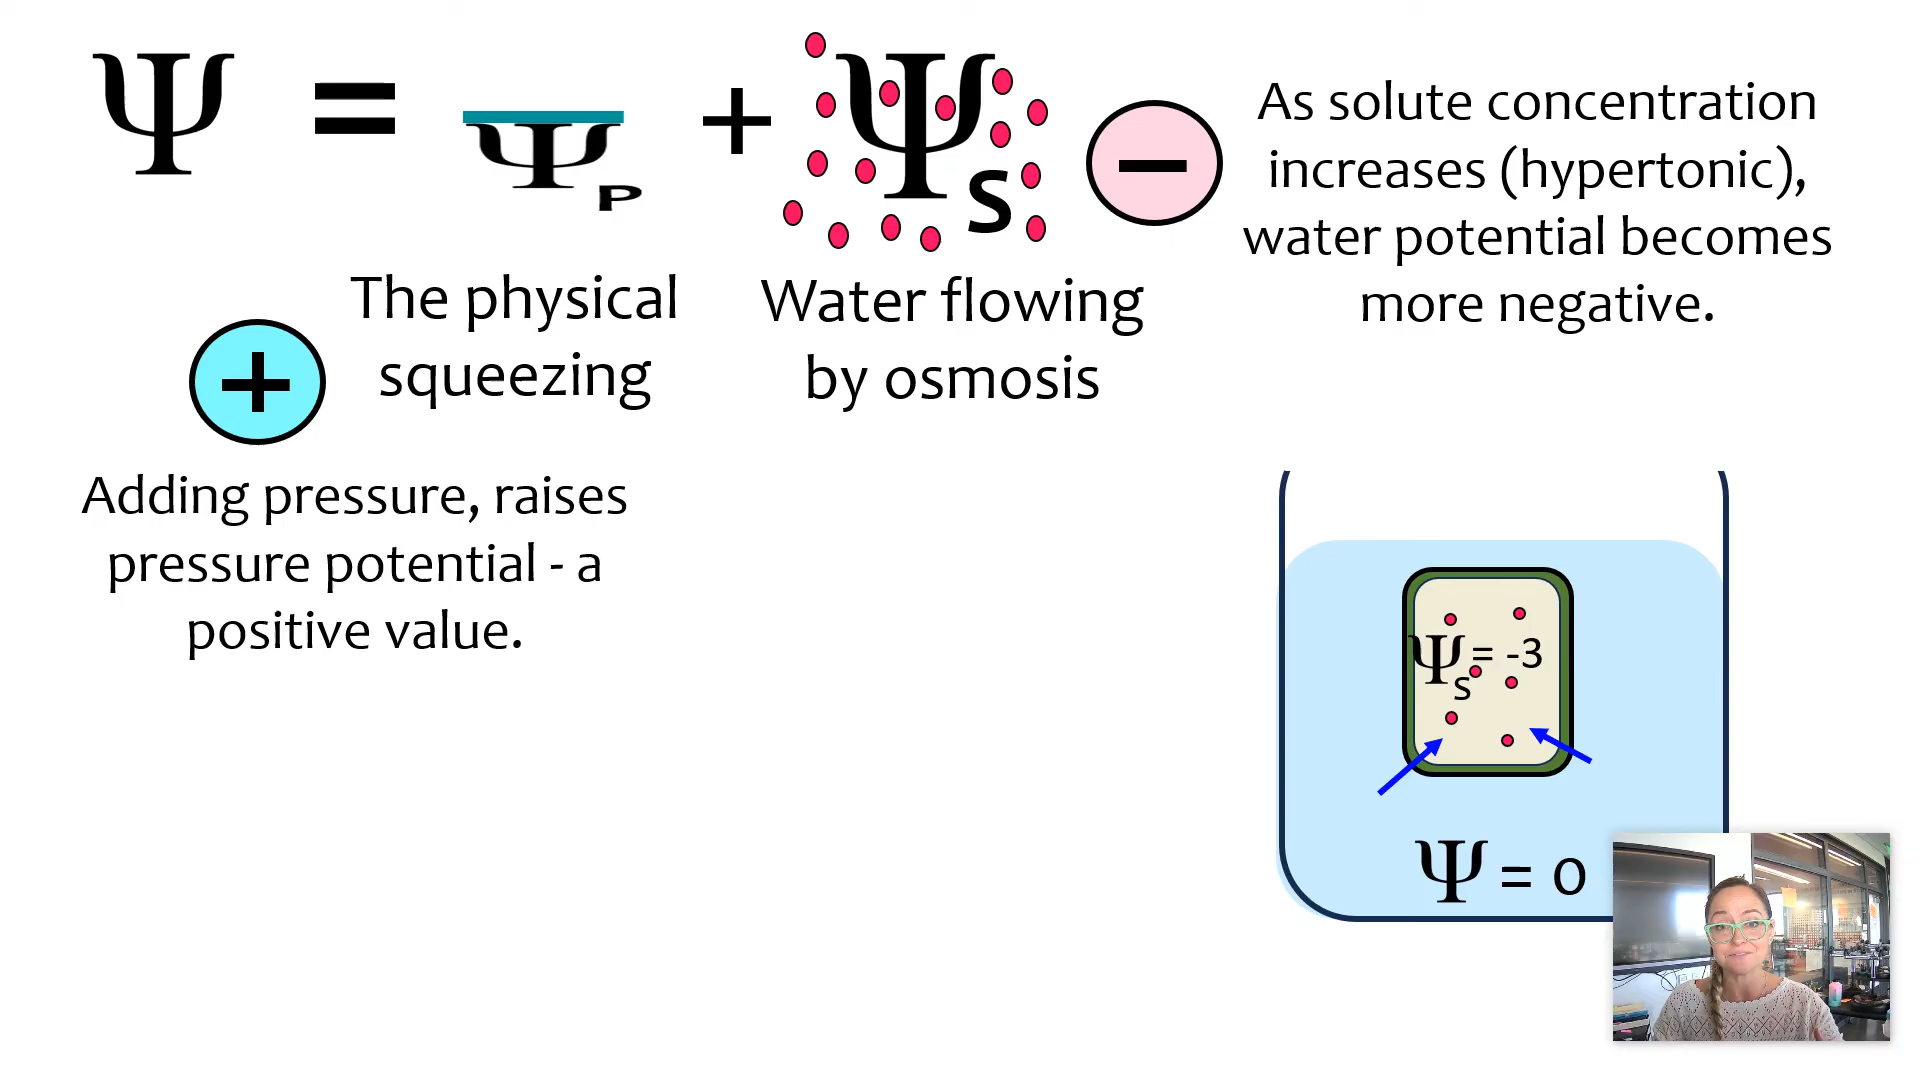 Ψ = Ψp + Ψs −
As solute concentration
increases (hypertonic),
water potential becomes
more negative.
The physical
squeezing
Water flowing
by osmosis
+
Adding pressure, raises
pressure potential - a
positive value.
Ψs = -3
Ψ = 0